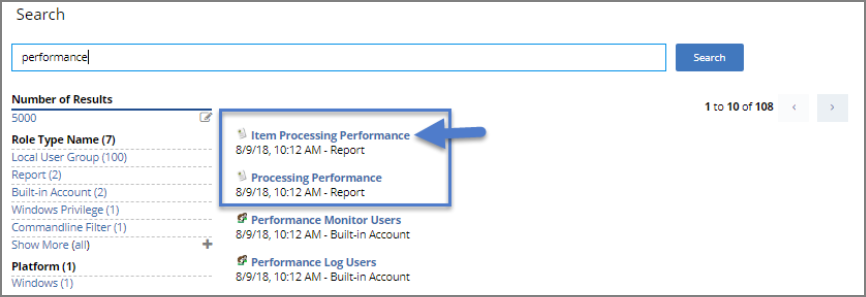 Search
performance
Search
Number of Results
5000
Role Type Name (7)
Local User Group (100)
Report (2)
Built-in Account (2)
Windows Privilege (1)
Commandline Filter (1)
Show More (all)
Platform (1)
Windows (1)
1 to 10 of 108
Item Processing Performance
8/9/18, 10:12 AM - Report
Processing Performance
8/9/18, 10:12 AM - Report
Performance Monitor Users
8/9/18, 10:12 AM - Built-in Account
Performance Log Users
8/9/18, 10:12 AM - Built-in Account